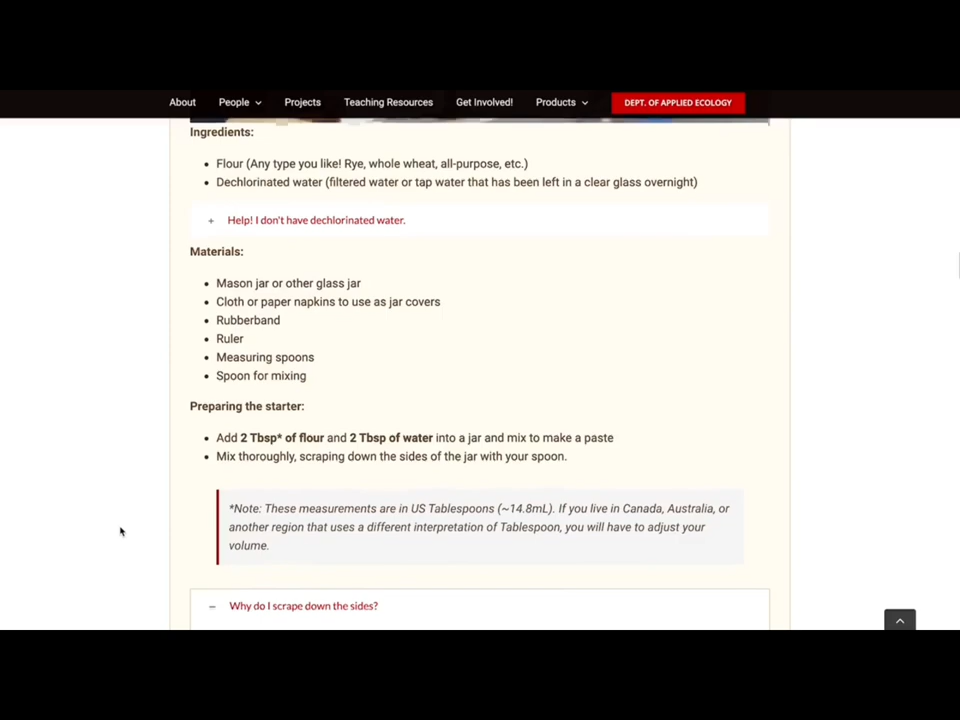 About People Projects Teaching Resources Get Involved! Products DEPT. OF APPLIED ECOLOGY
Ingredients:
Flour (Any type you like! Rye, whole wheat, all-purpose, etc.)
Dechlorinated water (filtered water or tap water that has been left in a clear glass overnight)
+ Help! I don't have dechlorinated water.
Materials:
Mason jar or other glass jar
Cloth or paper napkins to use as jar covers
Rubberband
Ruler
Measuring spoons
Spoon for mixing
Preparing the starter:
Add 2 Tbsp* of flour and 2 Tbsp of water into a jar and mix to make a paste
Mix thoroughly, scraping down the sides of the jar with your spoon.
*Note: These measurements are in US Tablespoons (~14.8mL). If you live in Canada, Australia, or
another region that uses a different interpretation of Tablespoon, you will have to adjust your
volume.
− Why do I scrape down the sides?